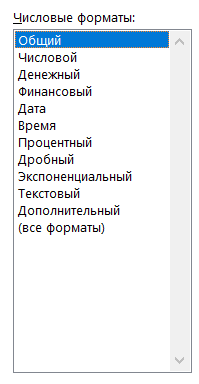 Числовые форматы:
Общий
Числовой
Денежный
Финансовый
Дата
Время
Процентный
Дробный
Экспоненциальный
Текстовый
Дополнительный
(все форматы)